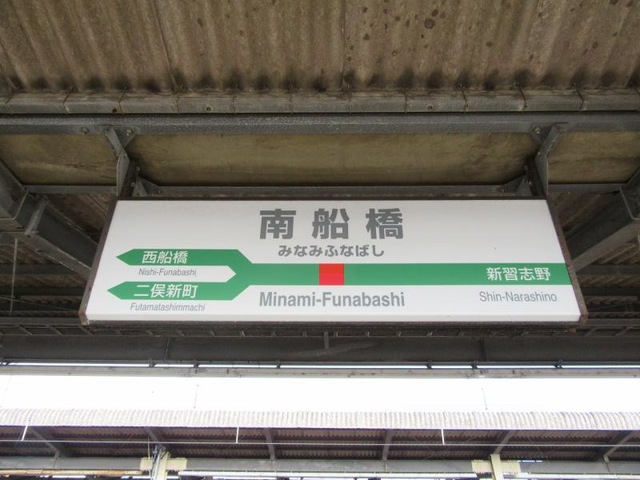 南船橋
みなみふなばし
西船橋
Nishi-Funabashi
二俣新町
Futamatashimmachi
Minami-Funabashi
新習志野
Shin-Narashino